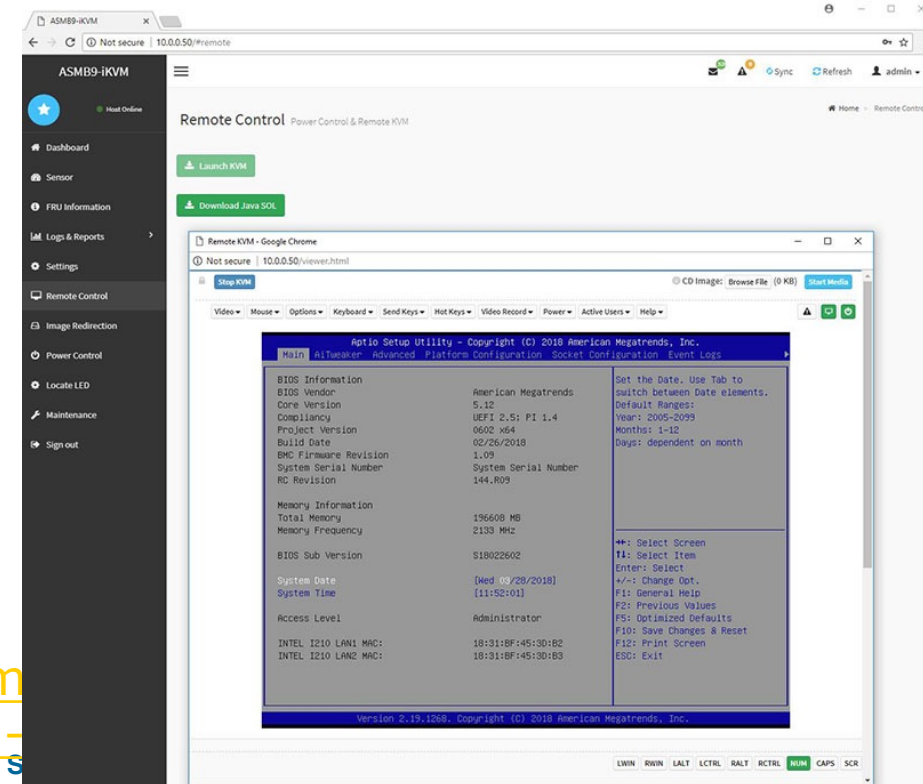 ASMB9-iKVM
Not secure | 10.0.0.50/#remote
ASMB9-iKVM
Sync
Refresh
admin
Host Online
Home
Remote Control Power Control & Remote KVM
Dashboard
Launch KVM
Sensor
FRU Information
Download Java SOL
Logs & Reports
Remote KVM - Google Chrome
Not secure | 10.0.0.50/viewer.html
Settings
Stop KVM
CD Image: Browse File (0 KB) Start Media
Remote Control
Video Mouse Options Keyboard Send Keys Hot Keys Video Record Power Active Users Help
Image Redirection
Power Control
Locate LED
Maintenance
Sign out
Aptio Setup Utility - Copyright (C) 2018 American Megatrends, Inc.
Main AiTweaker Advanced Platform Configuration Socket Configuration Event Logs
BIOS Information
BIOS Vendor American Megatrends
Core Version 5.12
Compliancy UEFI 2.5; PI 1.4
Project Version 0602 x64
Build Date 02/26/2018
BMC Firmware Revision 1.09
System Serial Number System Serial Number
RC Revision 144.R09
Memory Information
Total Memory 196608 MB
Memory Frequency 2133 MHz
BIOS Sub Version S18022602
System Date [Wed 03/28/2018]
System Time [11:52:01]
Access Level Administrator
INTEL I210 LAN1 MAC: 18:31:BF:45:3D:B2
INTEL I210 LAN2 MAC: 18:31:BF:45:3D:B3
Set the Date. Use Tab to
switch between Date elements.
Default Ranges:
Year: 2005-2099
Months: 1-12
Days: dependent on month
: Select Screen
: Select Item
Enter: Select
+/-: Change Opt.
F1: General Help
F2: Previous Values
F5: Optimized Defaults
F10: Save Changes & Reset
F12: Print Screen
ESC: Exit
Version 2.19.1268. Copyright (C) 2018 American Megatrends, Inc.
LWIN RWIN LALT LCTRL RALT RCTRL NUM CAPS SCR